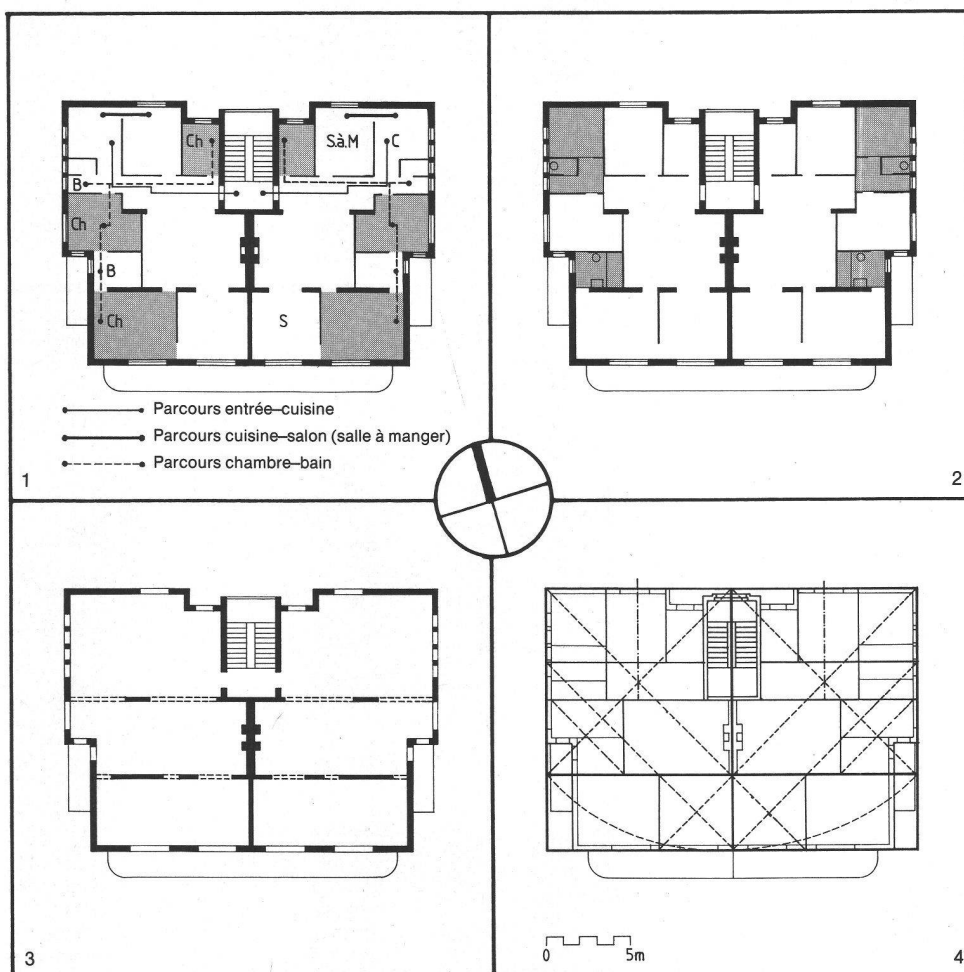 Ch
S.à.M
C
B
Ch
B
Ch
S
Parcours entrée–cuisine
Parcours cuisine–salon (salle à manger)
Parcours chambre–bain
1
2
3
0 5m
4